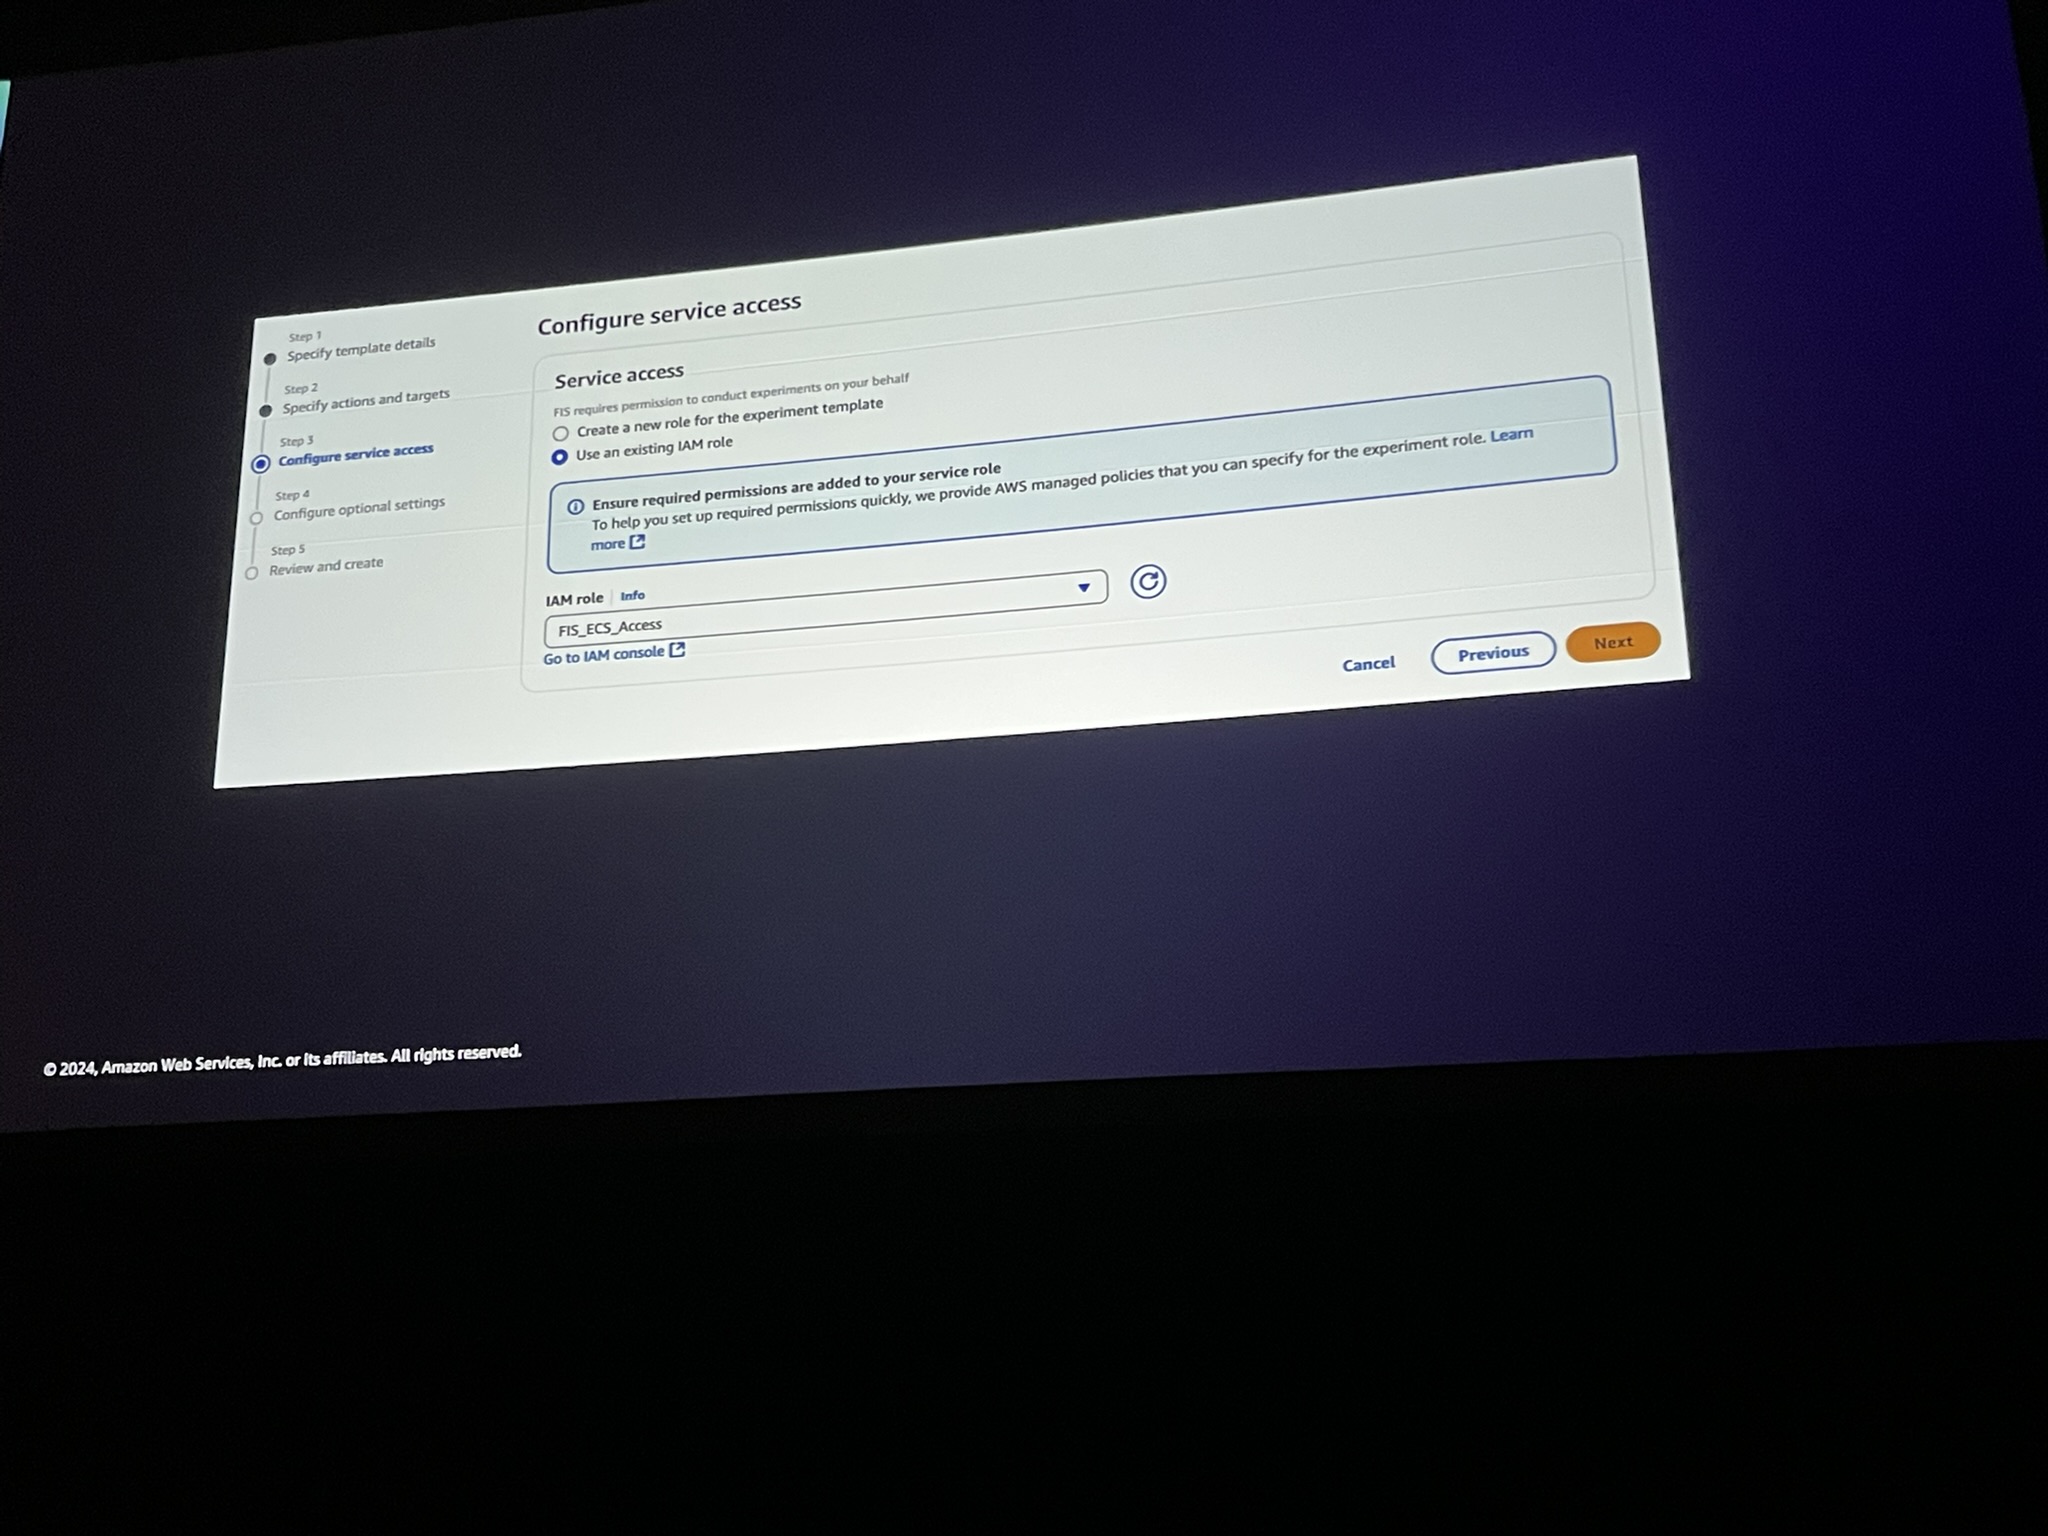 Step 1
Specify template details
Step 2
Specify actions and targets
Step 3
Configure service access
Step 4
Configure optional settings
Step 5
Review and create
Configure service access
Service access
FIS requires permission to conduct experiments on your behalf
Create a new role for the experiment template
Use an existing IAM role
Ensure required permissions are added to your service role
To help you set up required permissions quickly, we provide AWS managed policies that you can specify for the experiment role. Learn
more
IAM role Info
FIS_ECS_Access
Go to IAM console
Cancel
Previous
Next
© 2024, Amazon Web Services, Inc. or its affiliates. All rights reserved.